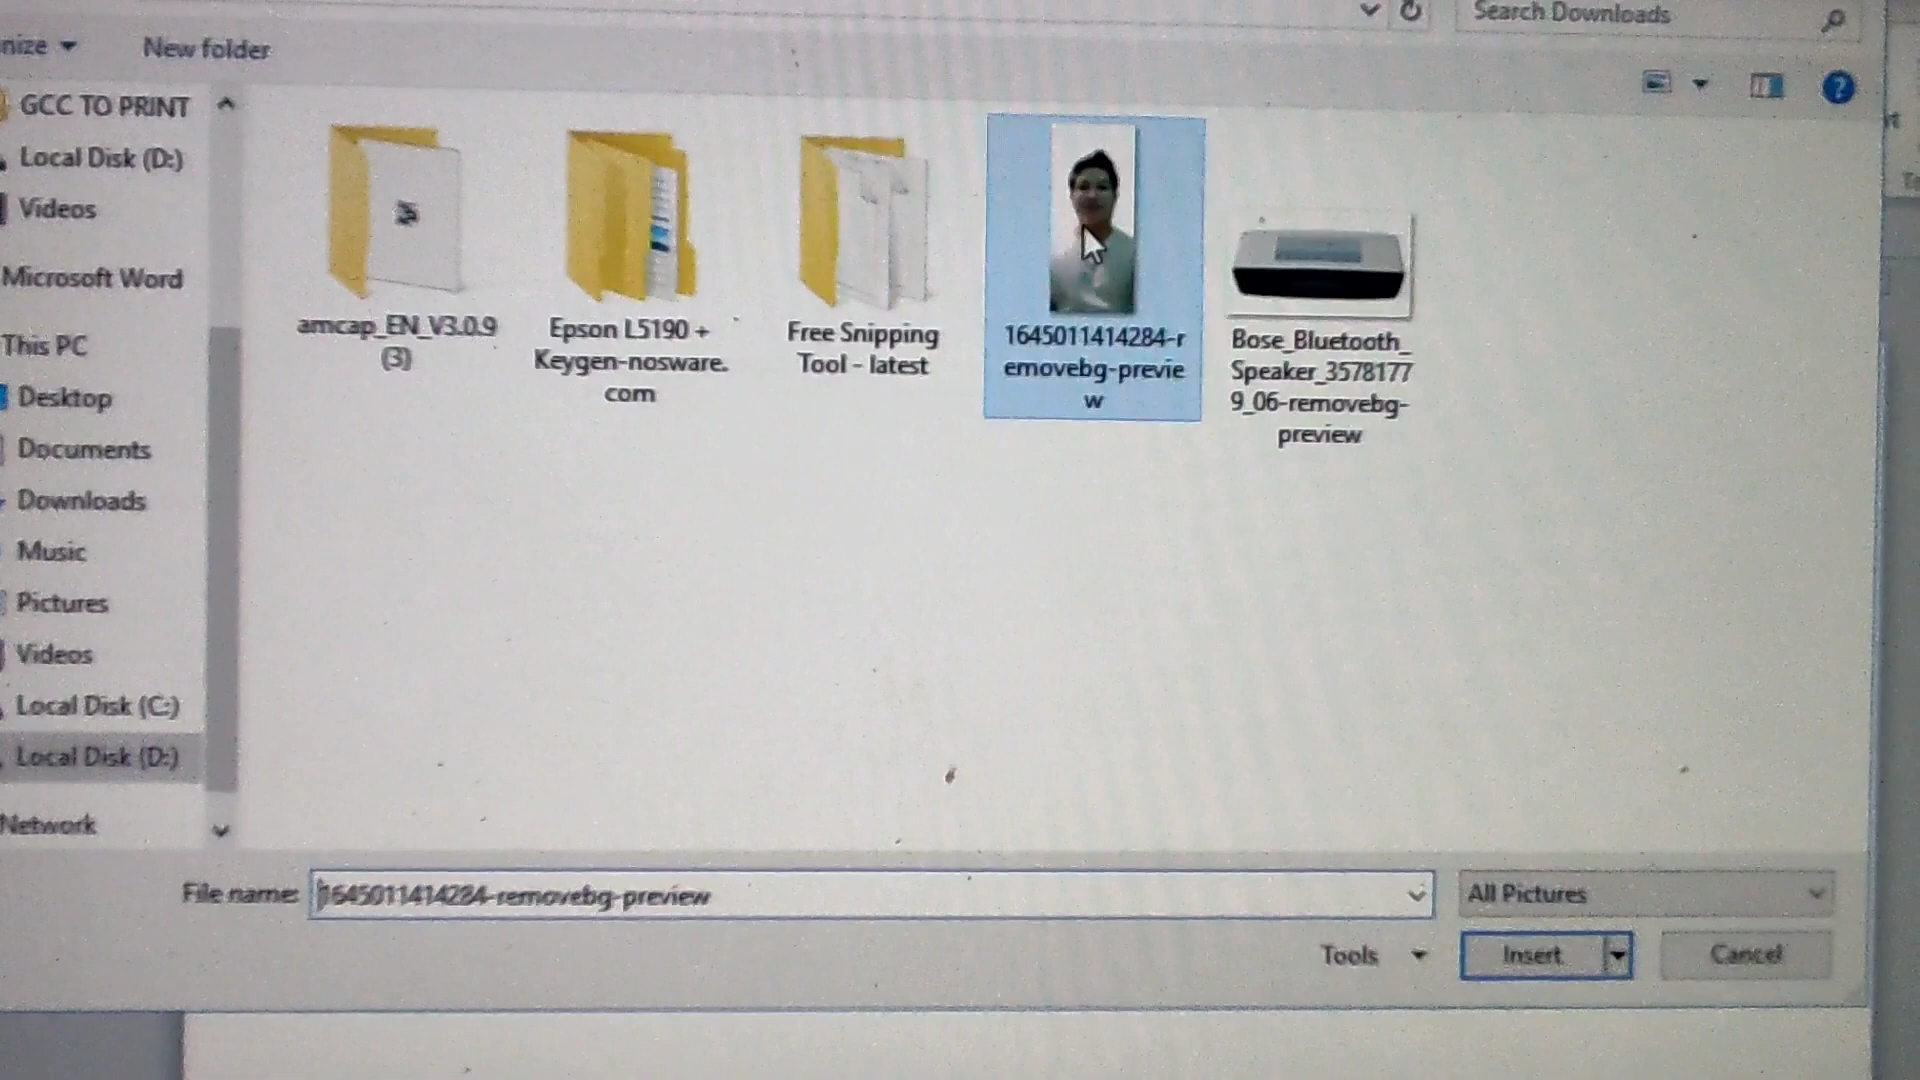 Search Downloads
nize
New folder
GCC TO PRINT
Local Disk (D:)
Videos
Microsoft Word
This PC
Desktop
Documents
Downloads
Music
Pictures
Videos
Local Disk (C:)
Local Disk (D:)
Network
amcap_EN_V3.0.9
(3)
Epson L5190 +
Keygen-nosware.
com
Free Snipping
Tool - latest
1645011414284-r
emovebg-previe
w
Bose_Bluetooth_
Speaker_3578177
9_06-removebg-
preview
File name:
1645011414284-removebg-preview
All Pictures
Tools
Insert
Cancel